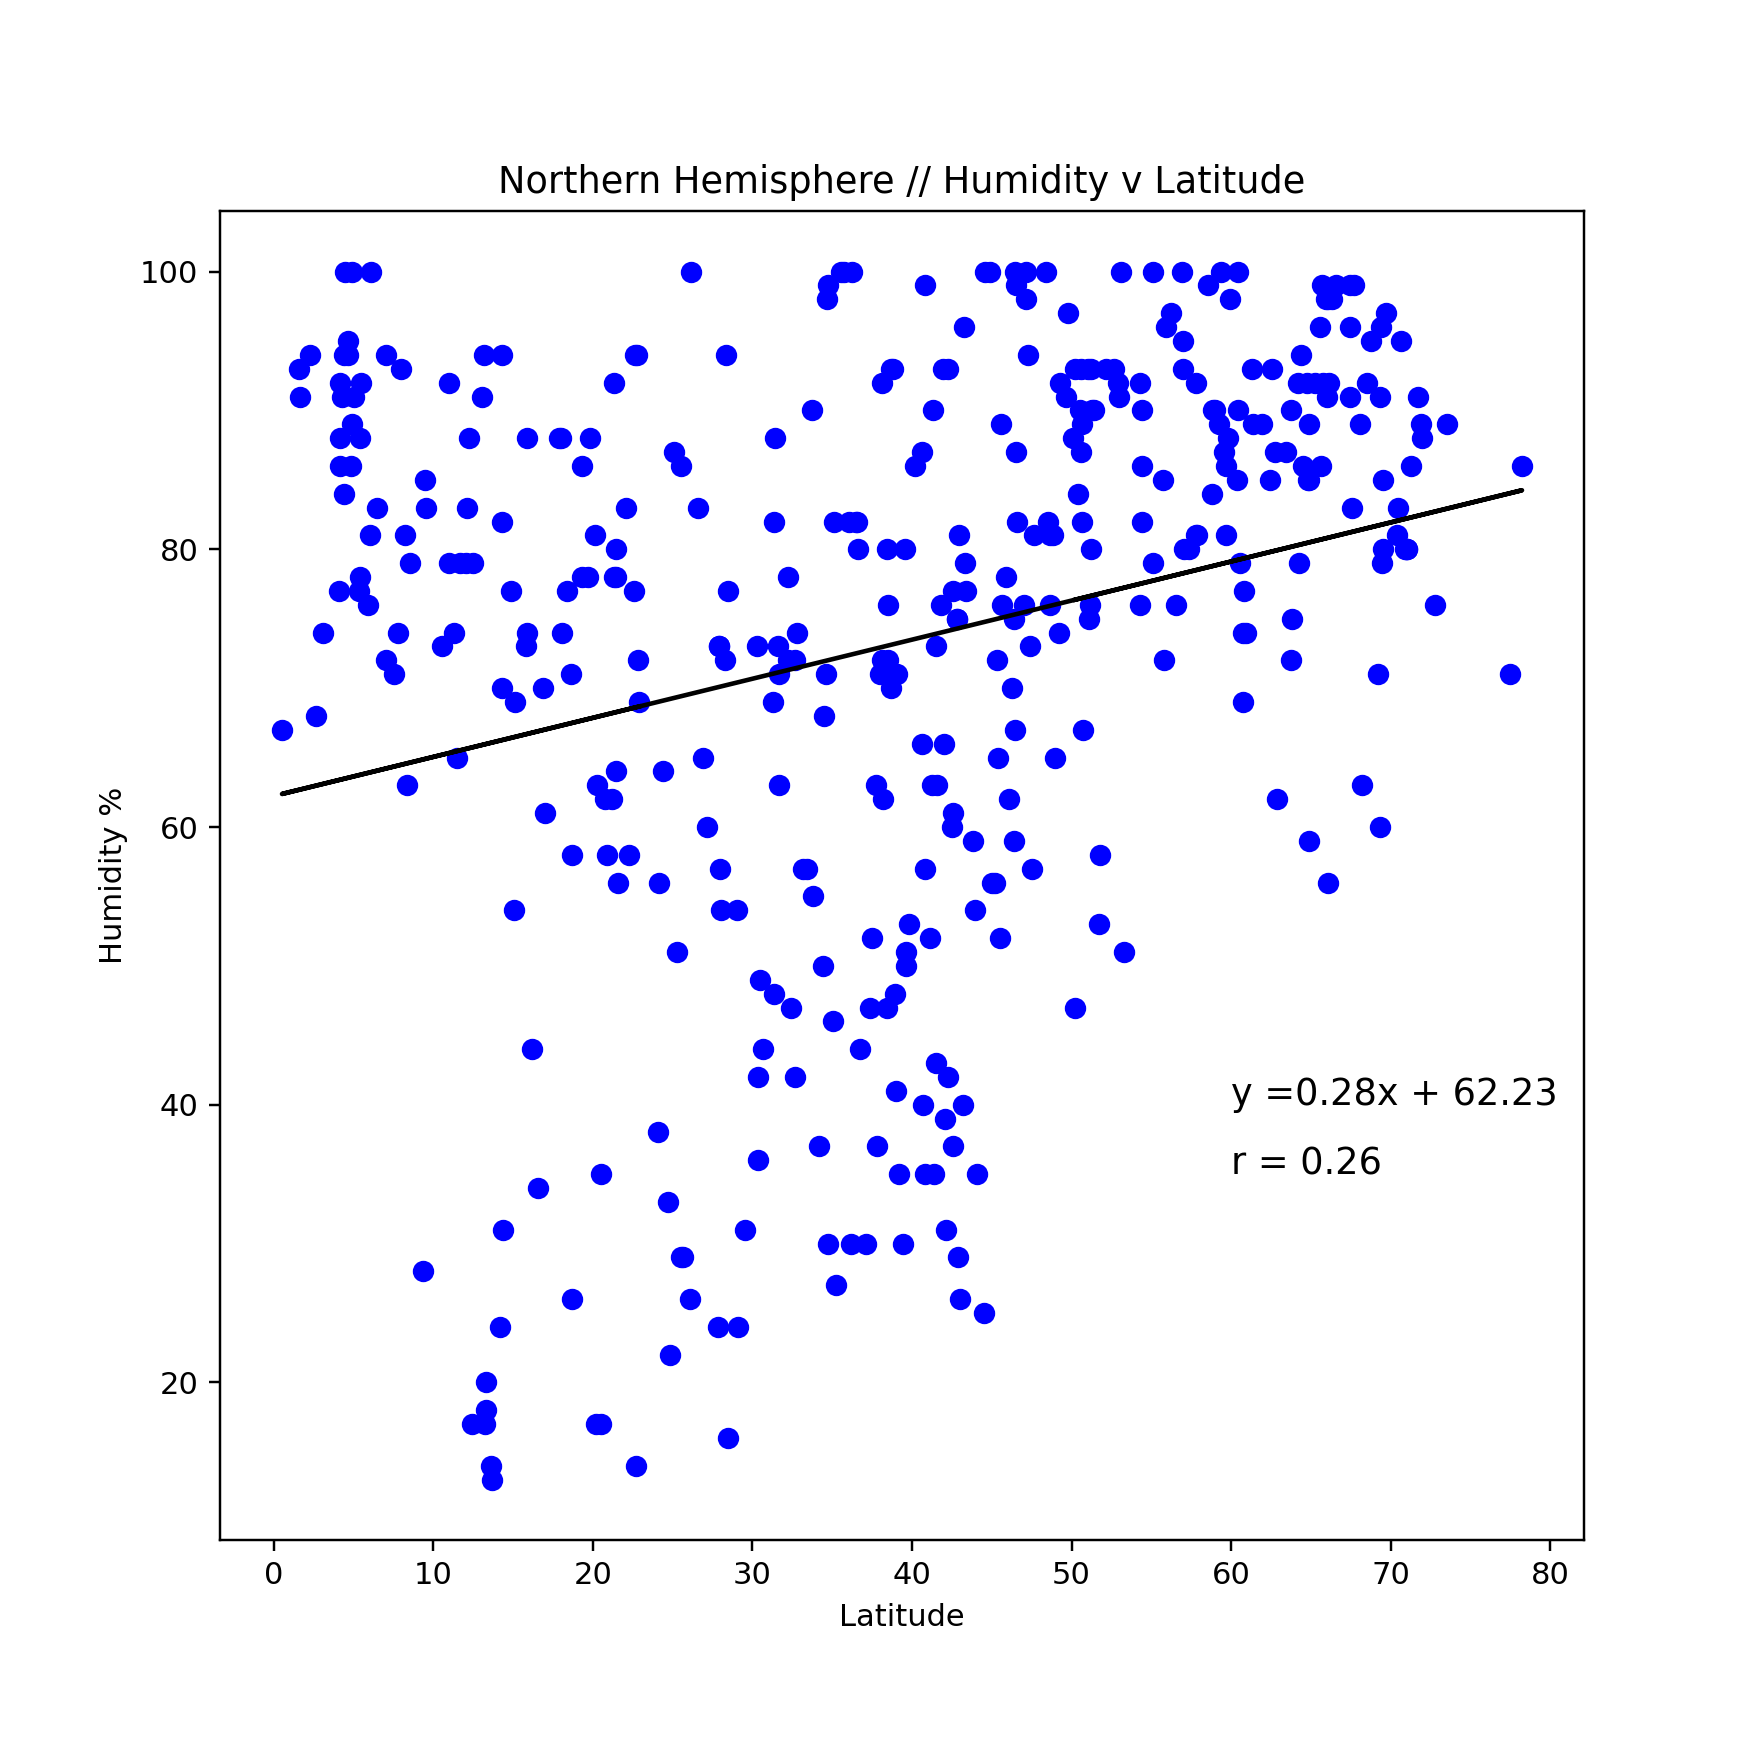 Northern Hemisphere // Humidity v Latitude
100
80
60
40
20
Humidity %
y =0.28x + 62.23
r = 0.26
0 10 20 30 40 50 60 70 80
Latitude